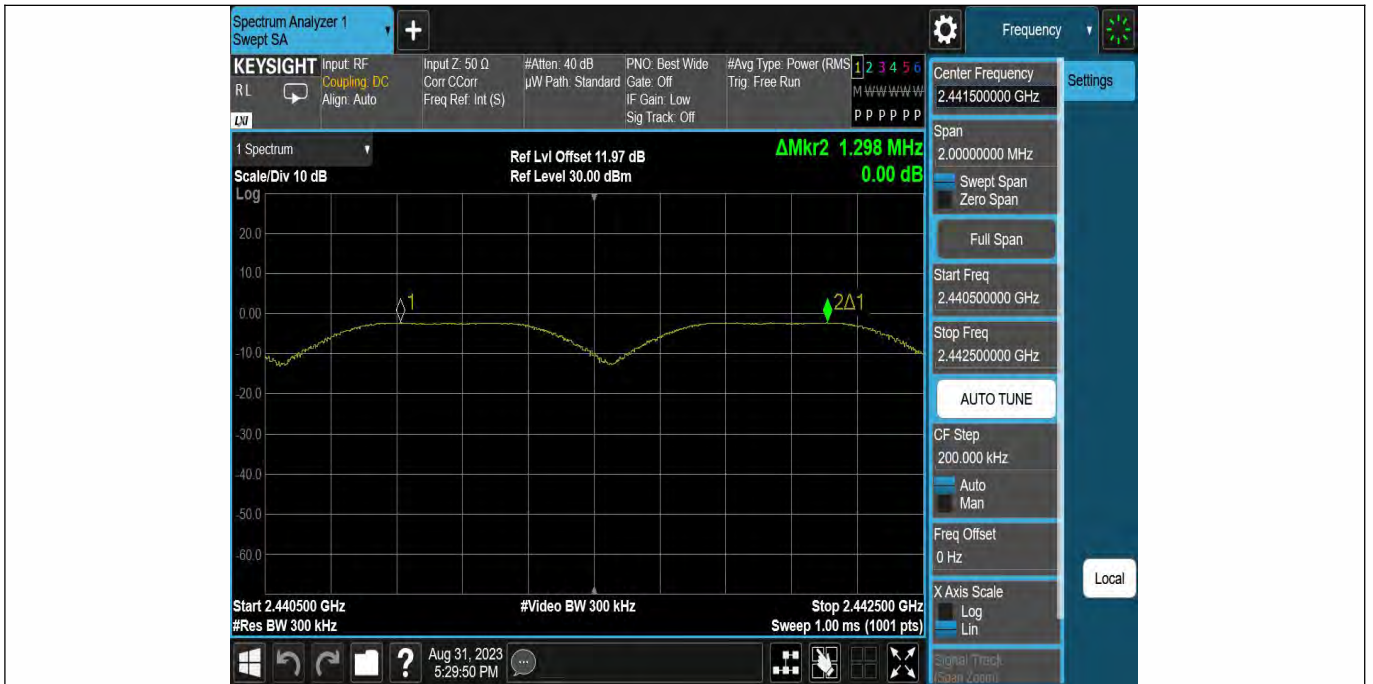 Spectrum Analyzer 1
Swept SA
+
Frequency
KEYSIGHT
RL
LXI
Input: RF
Coupling: DC
Align: Auto
Input Z: 50 Ω
Corr CCorr
Freq Ref: Int (S)
#Atten: 40 dB
µW Path: Standard
PNO: Best Wide
Gate: Off
IF Gain: Low
Sig Track: Off
#Avg Type: Power (RMS
Trig: Free Run
1 2 3 4 5 6
M W W W W W
P P P P P P
1 Spectrum
Scale/Div 10 dB
Log
Ref Lvl Offset 11.97 dB
Ref Level 30.00 dBm
ΔMkr2 1.298 MHz
0.00 dB
20.0
10.0
0.00
-10.0
-20.0
-30.0
-40.0
-50.0
-60.0
1
2Δ1
Start 2.440500 GHz
#Res BW 300 kHz
#Video BW 300 kHz
Stop 2.442500 GHz
Sweep 1.00 ms (1001 pts)
Center Frequency
2.441500000 GHz
Settings
Span
2.00000000 MHz
Swept Span
Zero Span
Full Span
Start Freq
2.440500000 GHz
Stop Freq
2.442500000 GHz
AUTO TUNE
CF Step
200.000 kHz
Auto
Man
Freq Offset
0 Hz
X Axis Scale
Log
Lin
Signal Track
(Span Zoom)
Local
?
Aug 31, 2023
5:29:50 PM